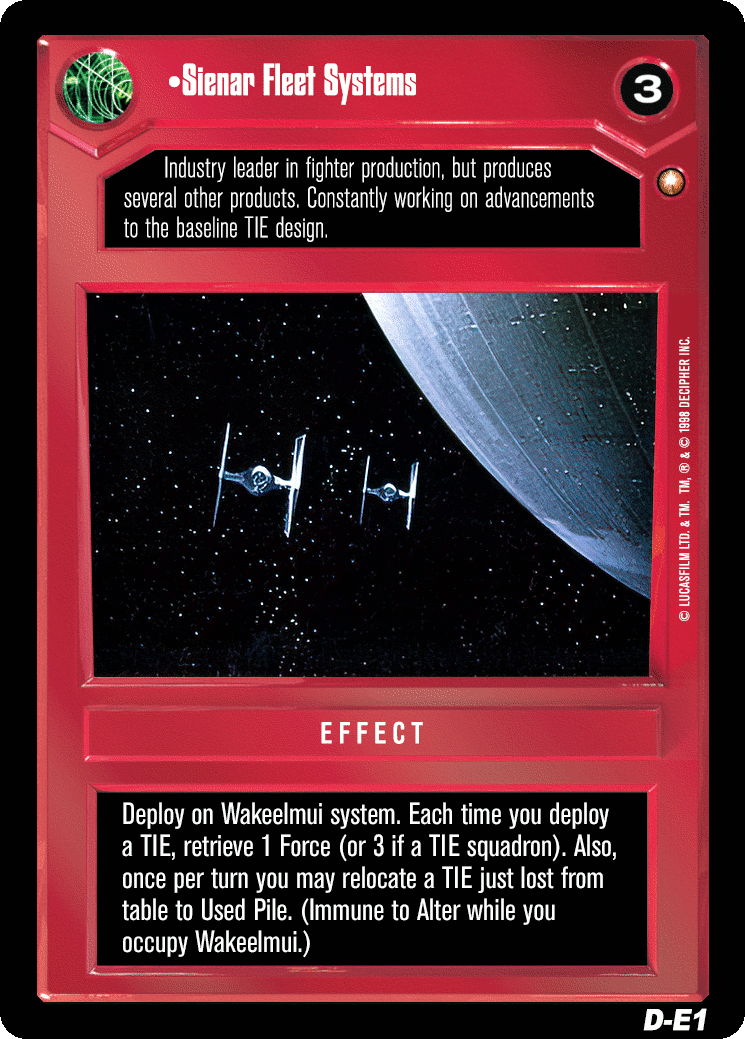 •Sienar Fleet Systems
3
Industry leader in fighter production, but produces
several other products. Constantly working on advancements
to the baseline TIE design.
© LUCASFILM LTD. & TM. TM, ® & © 1998 DECIPHER INC.
EFFECT
Deploy on Wakeelmui system. Each time you deploy
a TIE, retrieve 1 Force (or 3 if a TIE squadron). Also,
once per turn you may relocate a TIE just lost from
table to Used Pile. (Immune to Alter while you
occupy Wakeelmui.)
D-E1